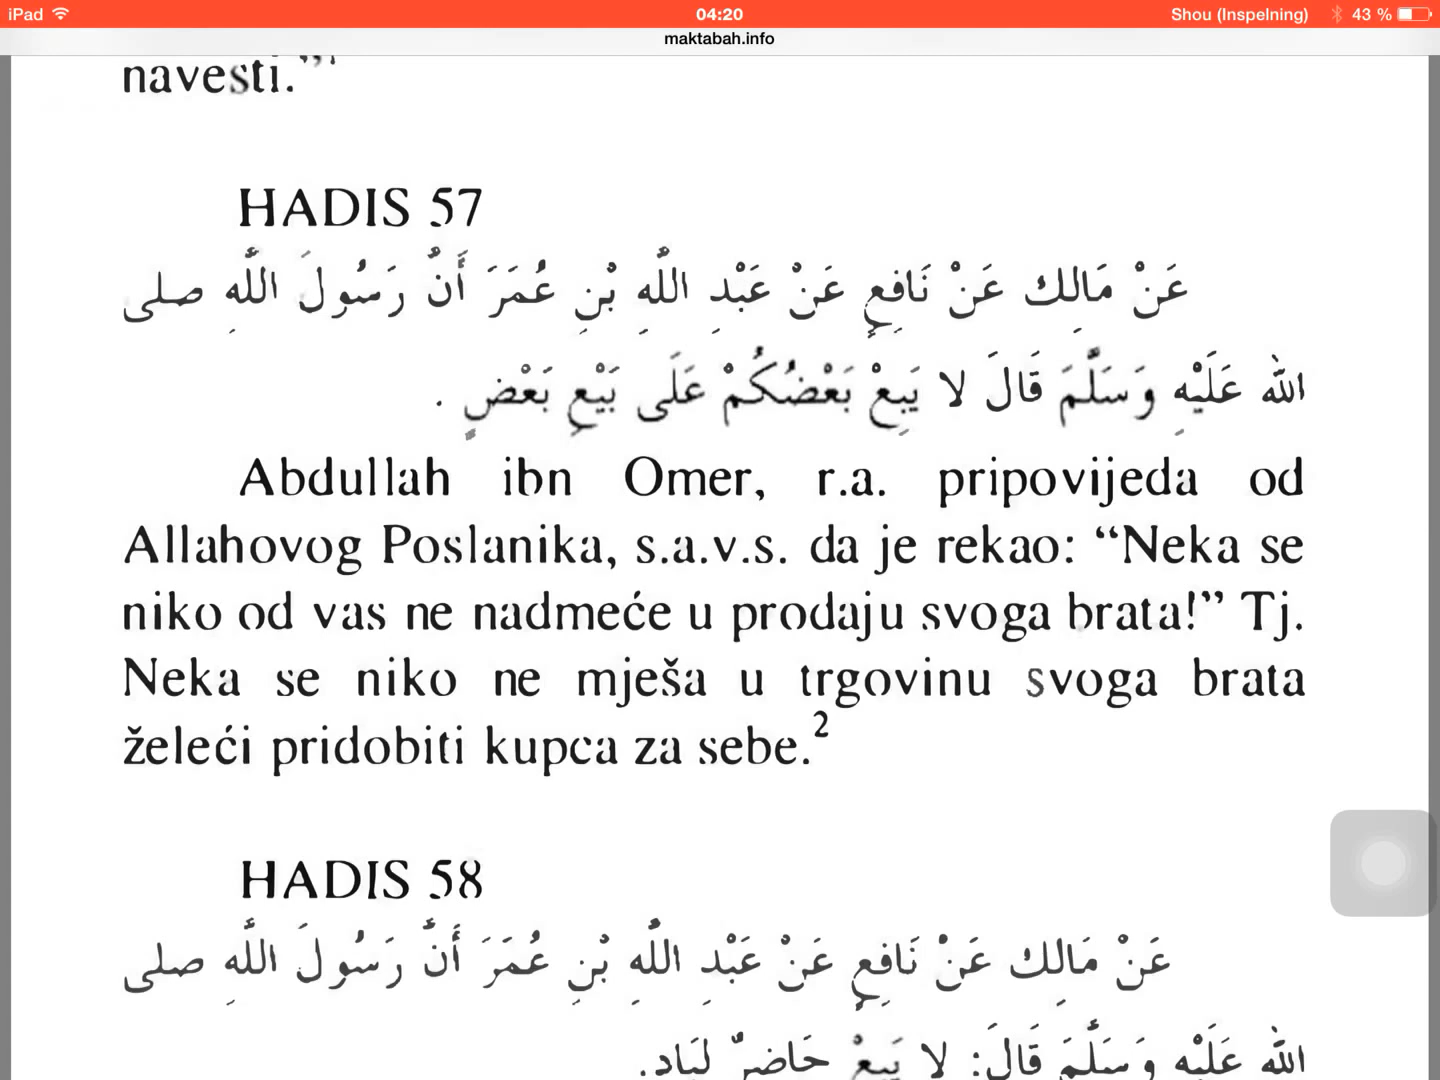 iPad 04:20 Shou (Inspelning) 43 %
maktabah.info
navesti.”¹
HADIS 57
عَنْ مَالِك عَنْ نَافِعٍ عَنْ عَبْدِ اللَّهِ بْنِ عُمَرَ أَنَّ رَسُولَ اللَّهِ صلى
الله عَلَيْهِ وَسَلَّمَ قَالَ لا يَبِعْ بَعْضُكُمْ عَلَى بَيْعِ بَعْضٍ .
Abdullah ibn Omer, r.a. pripovijeda od
Allahovog Poslanika, s.a.v.s. da je rekao: “Neka se
niko od vas ne nadmeće u prodaju svoga brata!” Tj.
Neka se niko ne mješa u trgovinu svoga brata
želeći pridobiti kupca za sebe.²
HADIS 58
عَنْ مَالِك عَنْ نَافِعٍ عَنْ عَبْدِ اللَّهِ بْنِ عُمَرَ أَنَّ رَسُولَ اللَّهِ صلى
الله عَلَيْهِ وَسَلَّمَ قَالَ: لا يَبِعْ حَاضِرٌ لِبَادٍ.